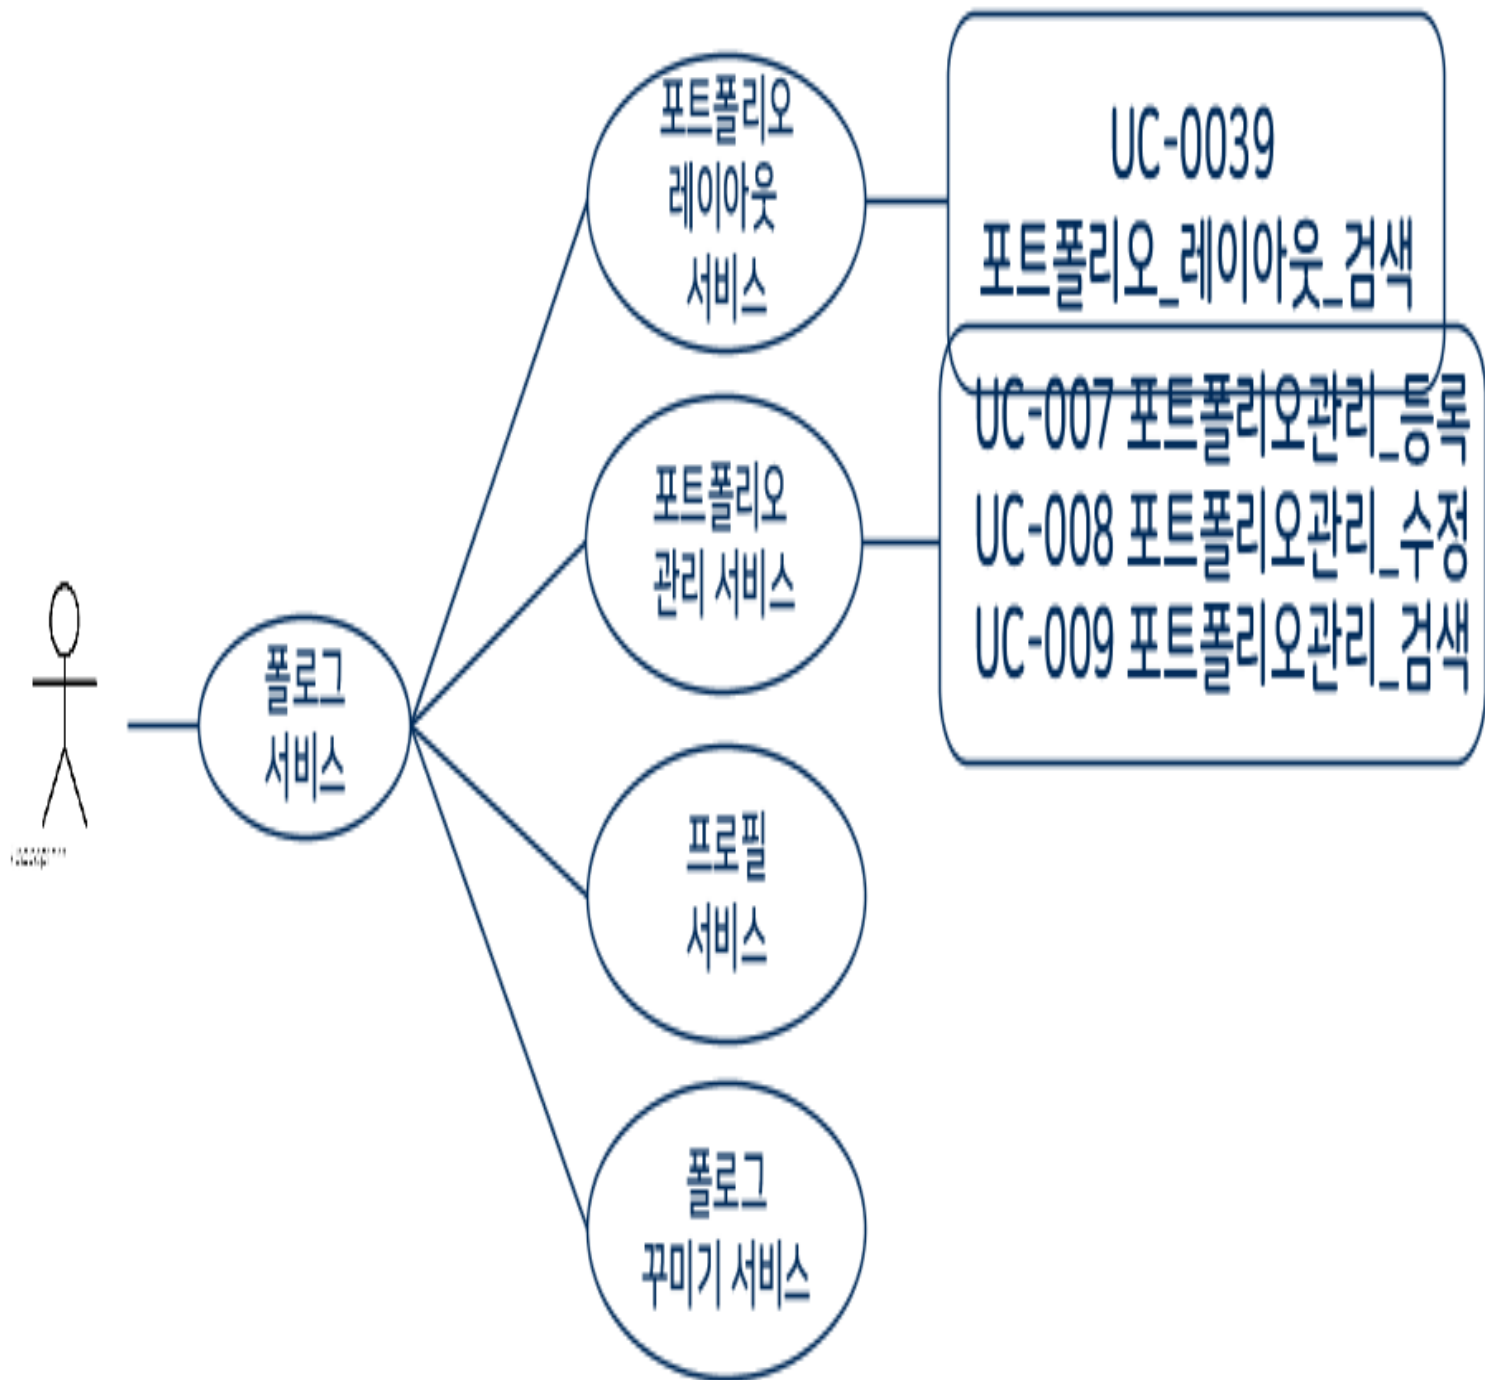 포트폴리오
레이아웃
서비스
UC-0039
포트폴리오_레이아웃_검색
UC-007 포트폴리오관리_등록
UC-008 포트폴리오관리_수정
UC-009 포트폴리오관리_검색
포트폴리오
관리 서비스
폴로그
서비스
프로필
서비스
폴로그
꾸미기 서비스